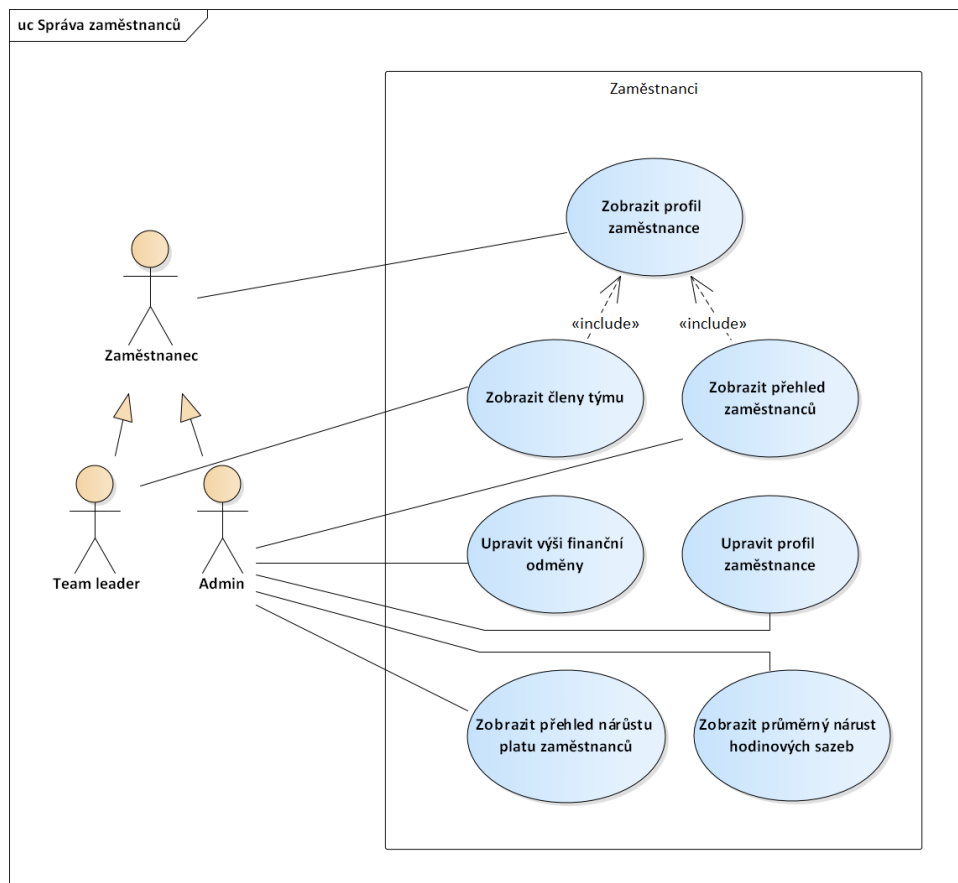 uc Správa zaměstnanců
Zaměstnanci
Zobrazit profil
zaměstnance
«include»
«include»
Zaměstnanec
Zobrazit členy týmu
Zobrazit přehled
zaměstnanců
Upravit výši finanční
odměny
Upravit profil
zaměstnance
Team leader
Admin
Zobrazit přehled nárůstu
platu zaměstnanců
Zobrazit průměrný nárust
hodinových sazeb